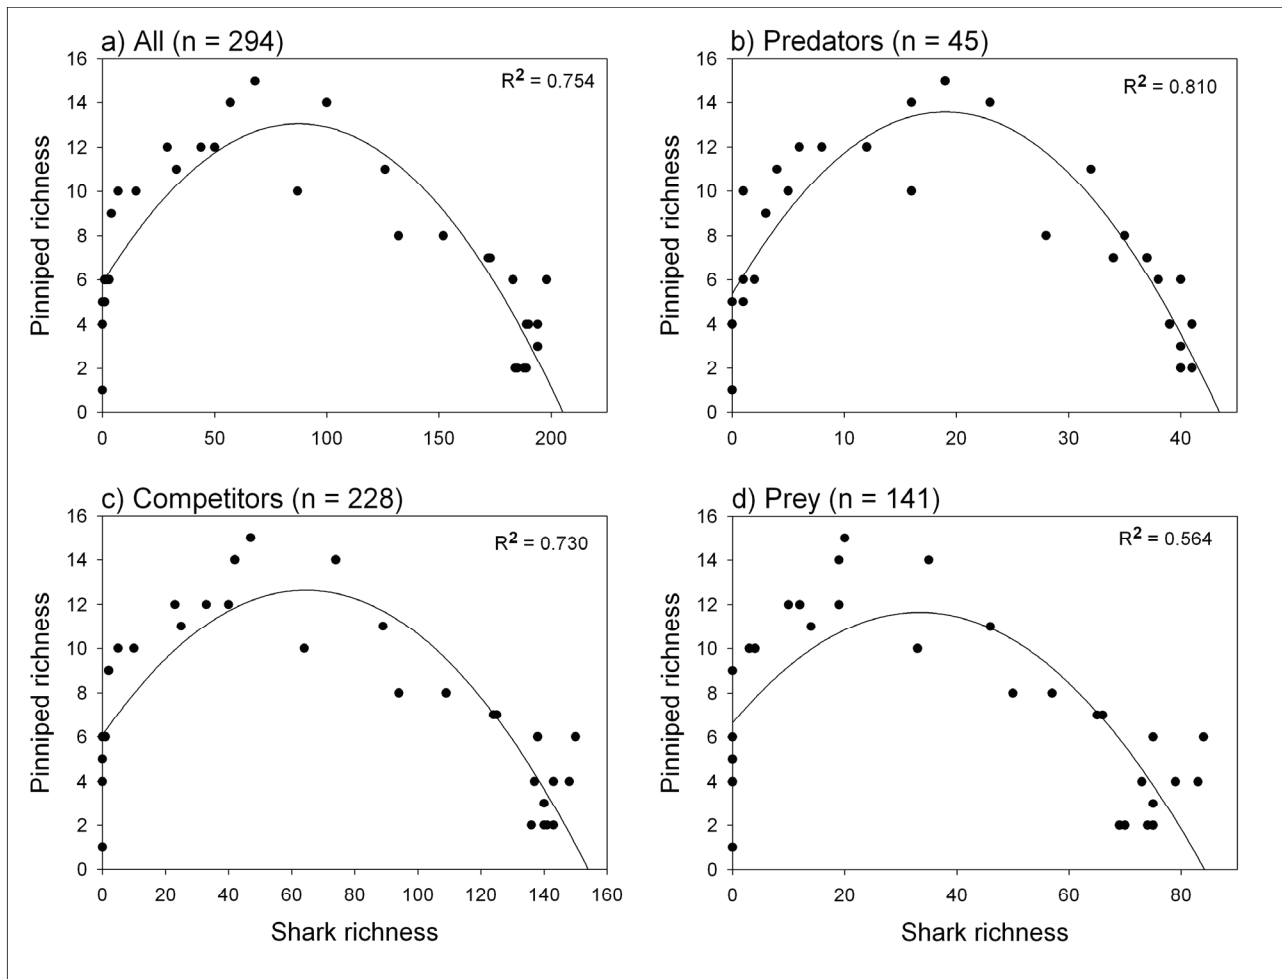 a) All (n = 294)
R² = 0.754
Pinniped richness
16
14
12
10
8
6
4
2
0
0 50 100 150 200
b) Predators (n = 45)
R² = 0.810
Pinniped richness
16
14
12
10
8
6
4
2
0
0 10 20 30 40
c) Competitors (n = 228)
R² = 0.730
Pinniped richness
16
14
12
10
8
6
4
2
0
0 20 40 60 80 100 120 140 160
Shark richness
d) Prey (n = 141)
R² = 0.564
Pinniped richness
16
14
12
10
8
6
4
2
0
0 20 40 60 80
Shark richness